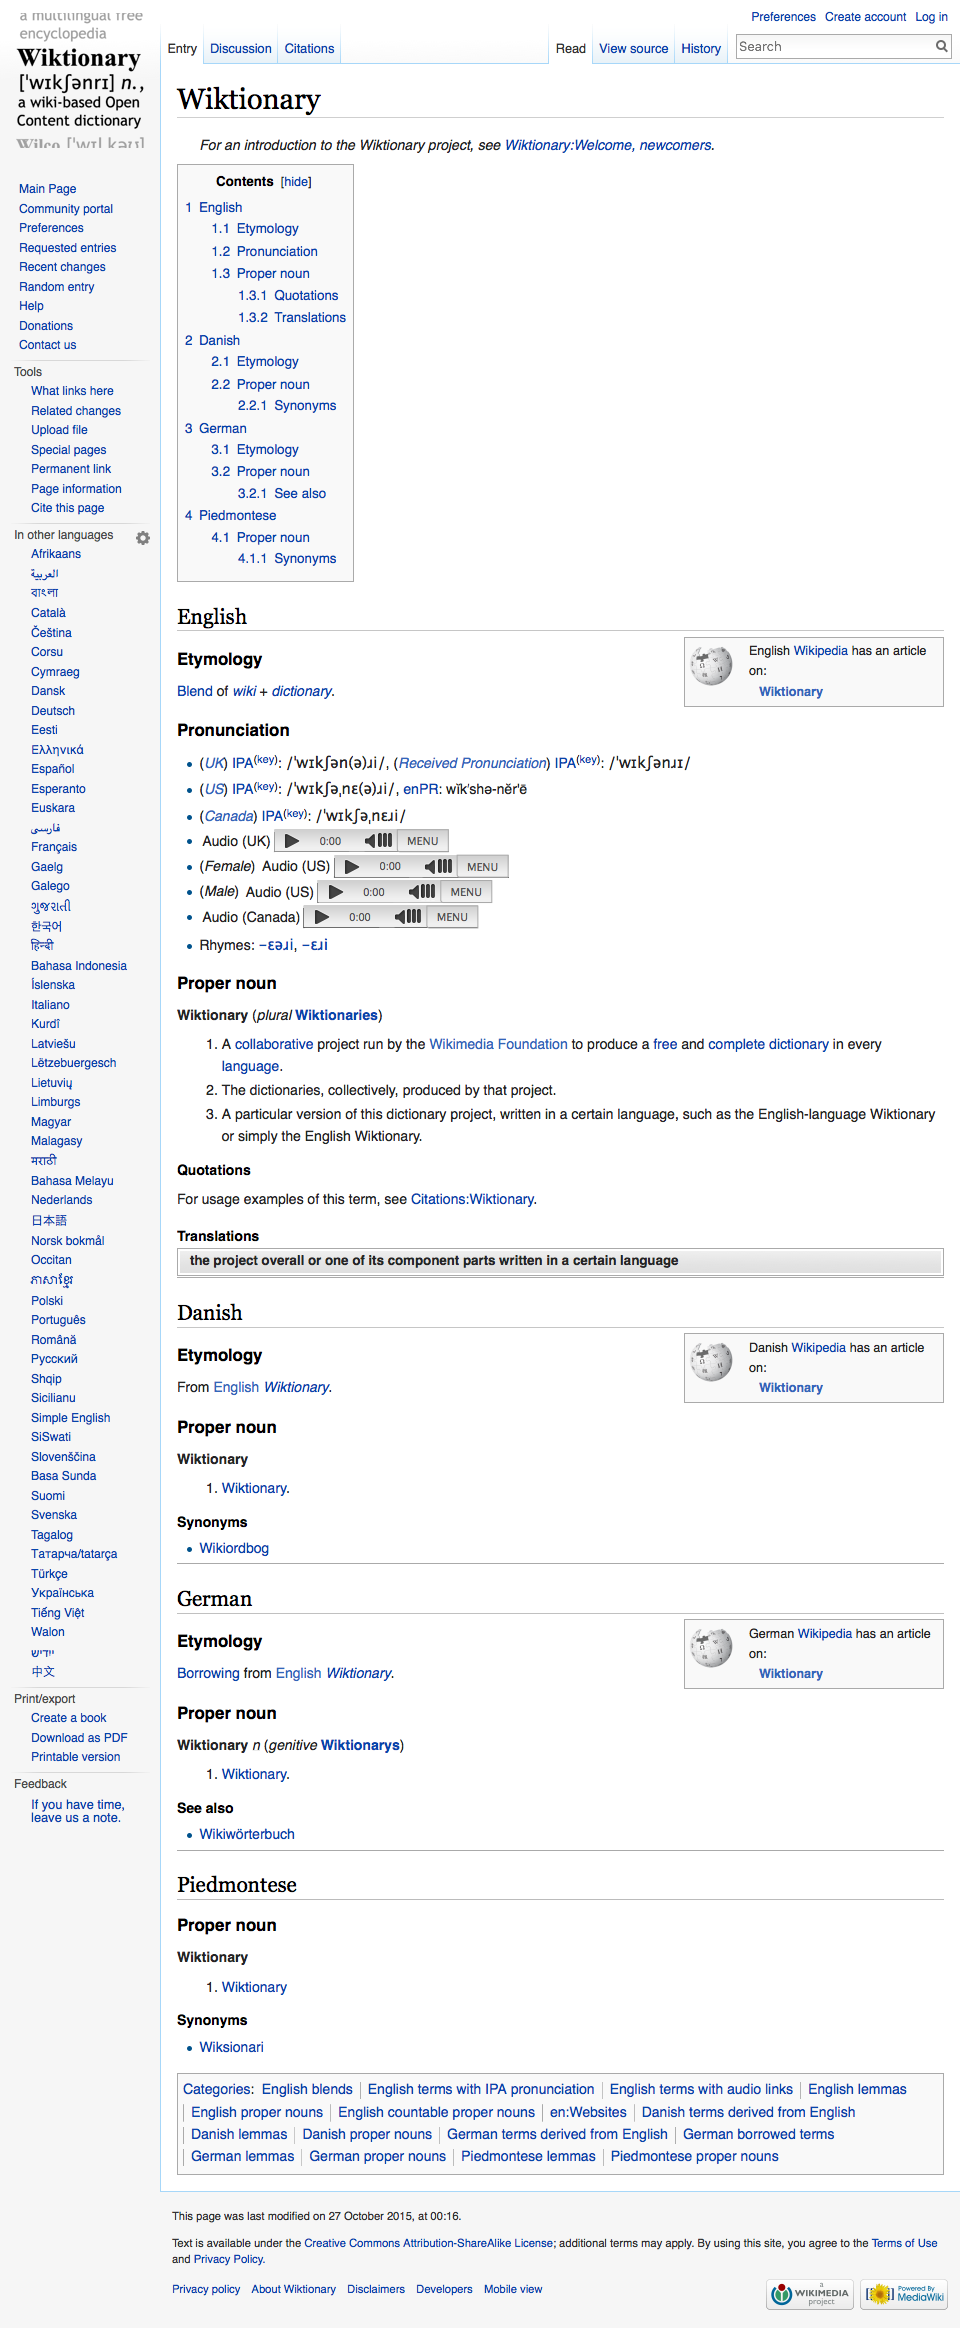 a multilingual free
encyclopedia
Wiktionary
['wɪkʃənri] n.,
a wiki-based Open
Content dictionary
Wilco ['wɪl kəʊ]
Preferences Create account Log in
Entry Discussion Citations Read View source History Search
Main Page
Community portal
Preferences
Requested entries
Recent changes
Random entry
Help
Donations
Contact us
Tools
What links here
Related changes
Upload file
Special pages
Permanent link
Page information
Cite this page
In other languages
Afrikaans
العربية
বাংলা
Català
Čeština
Corsu
Cymraeg
Dansk
Deutsch
Eesti
Ελληνικά
Español
Esperanto
Euskara
فارسی
Français
Gaelg
Galego
ગુજરાતી
한국어
हिन्दी
Bahasa Indonesia
Íslenska
Italiano
Kurdî
Latviešu
Lëtzebuergesch
Lietuvių
Limburgs
Magyar
Malagasy
मराठी
Bahasa Melayu
Nederlands
日本語
Norsk bokmål
Occitan
ភាសាខ្មែរ
Polski
Português
Română
Русский
Shqip
Sicilianu
Simple English
SiSwati
Slovenščina
Basa Sunda
Suomi
Svenska
Tagalog
Татарча/tatarça
Türkçe
Українська
Tiếng Việt
Walon
ייִדיש
中文
Print/export
Create a book
Download as PDF
Printable version
Feedback
If you have time,
leave us a note.
Wiktionary
For an introduction to the Wiktionary project, see Wiktionary:Welcome, newcomers.
Contents [hide]
1 English
1.1 Etymology
1.2 Pronunciation
1.3 Proper noun
1.3.1 Quotations
1.3.2 Translations
2 Danish
2.1 Etymology
2.2 Proper noun
2.2.1 Synonyms
3 German
3.1 Etymology
3.2 Proper noun
3.2.1 See also
4 Piedmontese
4.1 Proper noun
4.1.1 Synonyms
English
English Wikipedia has an article
on:
Wiktionary
Etymology
Blend of wiki + dictionary.
Pronunciation
• (UK) IPA(key): /ˈwɪkʃən(ə)ɹi/, (Received Pronunciation) IPA(key): /ˈwɪkʃənɹɪ/
• (US) IPA(key): /ˈwɪkʃəˌnɛ(ə)ɹi/, enPR: wĭk'shə-nĕr'ē
• (Canada) IPA(key): /ˈwɪkʃəˌnɛɹi/
• Audio (UK) 0:00 MENU
• (Female) Audio (US) 0:00 MENU
• (Male) Audio (US) 0:00 MENU
• Audio (Canada) 0:00 MENU
• Rhymes: -ɛəɹi, -ɛɹi
Proper noun
Wiktionary (plural Wiktionaries)
1. A collaborative project run by the Wikimedia Foundation to produce a free and complete dictionary in every
language.
2. The dictionaries, collectively, produced by that project.
3. A particular version of this dictionary project, written in a certain language, such as the English-language Wiktionary
or simply the English Wiktionary.
Quotations
For usage examples of this term, see Citations:Wiktionary.
Translations
the project overall or one of its component parts written in a certain language
Danish
Danish Wikipedia has an article
on:
Wiktionary
Etymology
From English Wiktionary.
Proper noun
Wiktionary
1. Wiktionary.
Synonyms
• Wikiordbog
German
German Wikipedia has an article
on:
Wiktionary
Etymology
Borrowing from English Wiktionary.
Proper noun
Wiktionary n (genitive Wiktionarys)
1. Wiktionary.
See also
• Wikiwörterbuch
Piedmontese
Proper noun
Wiktionary
1. Wiktionary
Synonyms
• Wiksionari
Categories: English blends | English terms with IPA pronunciation | English terms with audio links | English lemmas
| English proper nouns | English countable proper nouns | en:Websites | Danish terms derived from English
| Danish lemmas | Danish proper nouns | German terms derived from English | German borrowed terms
| German lemmas | German proper nouns | Piedmontese lemmas | Piedmontese proper nouns
This page was last modified on 27 October 2015, at 00:16.
Text is available under the Creative Commons Attribution-ShareAlike License; additional terms may apply. By using this site, you agree to the Terms of Use
and Privacy Policy.
Privacy policy About Wiktionary Disclaimers Developers Mobile view
a
WIKIMEDIA
project
Powered By
MediaWiki